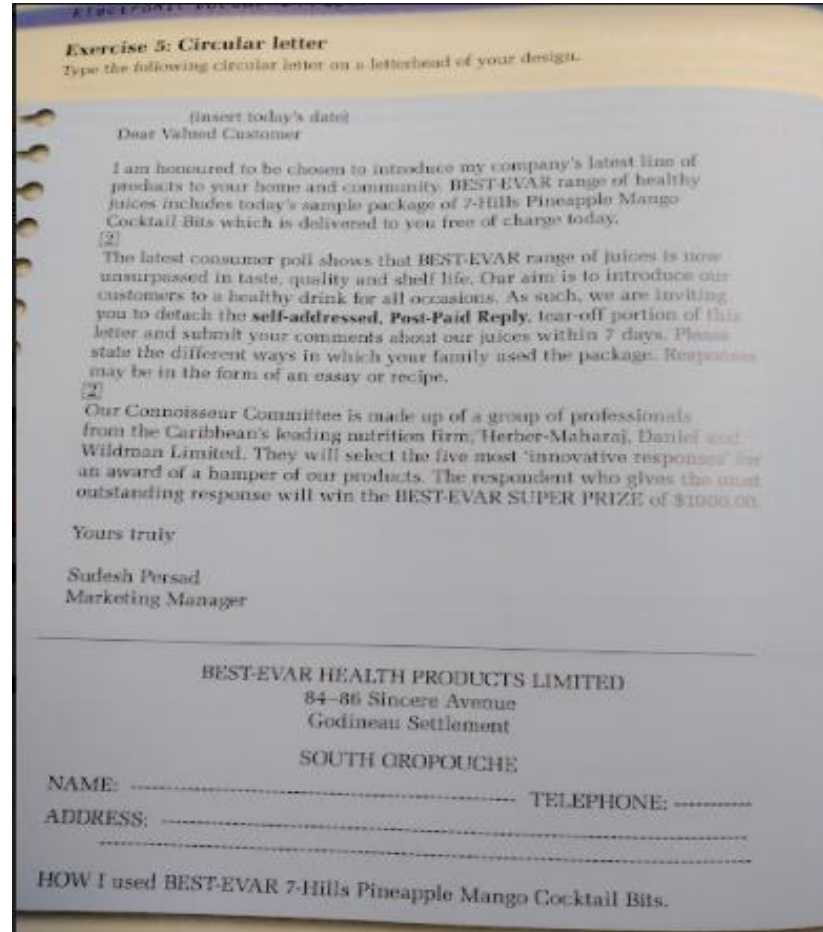 Exercise 5: Circular letter
Type the following circular letter on a letterhead of your design.
(insert today's date)
Dear Valued Customer
I am honoured to be chosen to introduce my company's latest line of
products to your home and community. BEST-EVAR range of healthy
juices includes today's sample package of 7-Hills Pineapple Mango
Cocktail Bits which is delivered to you free of charge today.
2
The latest consumer poll shows that BEST-EVAR range of juices is now
unsurpassed in taste, quality and shelf life. Our aim is to introduce our
customers to a healthy drink for all occasions. As such, we are inviting
you to detach the self-addressed, Post-Paid Reply, tear-off portion of this
letter and submit your comments about our juices within 7 days. Please
state the different ways in which your family used the package. Responses
may be in the form of an essay or recipe.
2
Our Connoisseur Committee is made up of a group of professionals
from the Caribbean's leading nutrition firm, Herber-Maharaj, Daniel and
Wildman Limited. They will select the five most 'innovative responses' for
an award of a hamper of our products. The respondent who gives the most
outstanding response will win the BEST-EVAR SUPER PRIZE of $1000.00.
Yours truly
Sudesh Persad
Marketing Manager
BEST-EVAR HEALTH PRODUCTS LIMITED
84–86 Sincere Avenue
Godineau Settlement
SOUTH OROPOUCHE
NAME: TELEPHONE:
ADDRESS:
HOW I used BEST-EVAR 7-Hills Pineapple Mango Cocktail Bits.